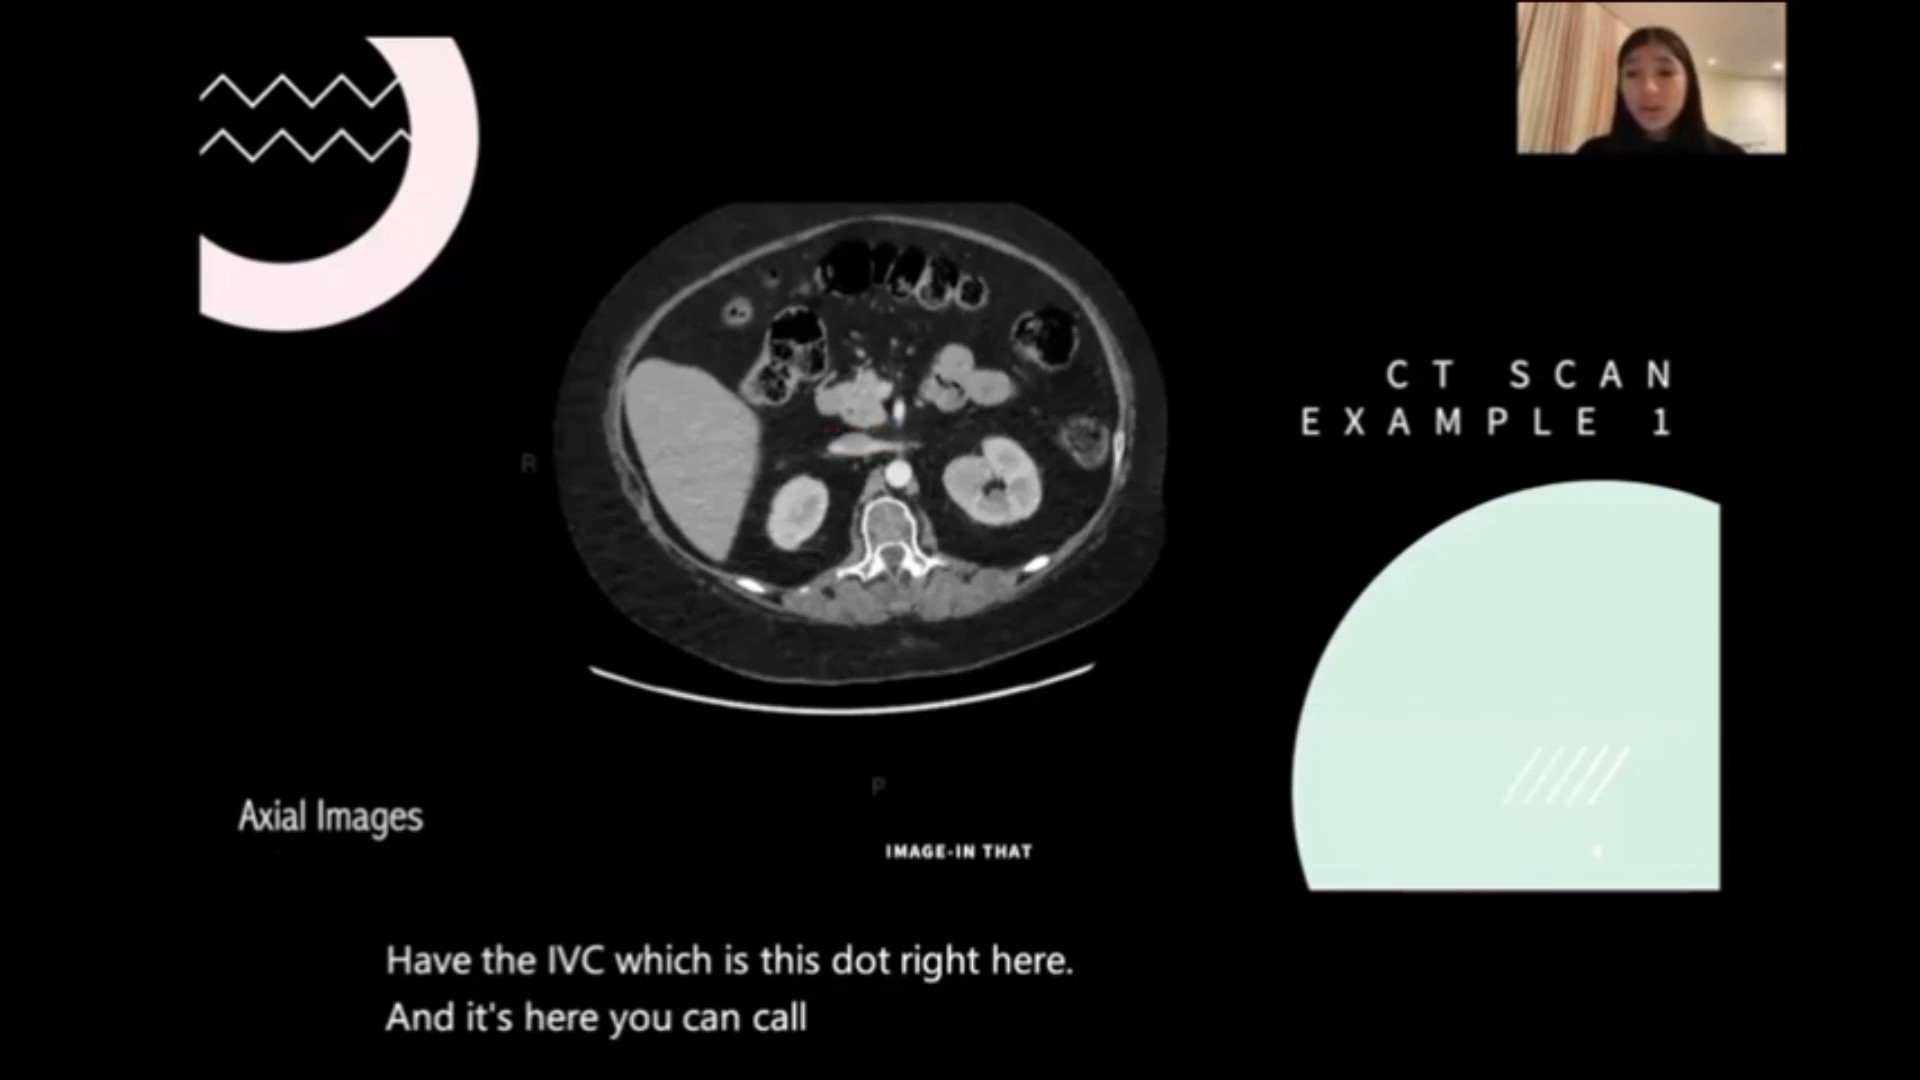 CT SCAN
EXAMPLE 1
R
P
Axial Images
IMAGE-IN THAT
4
Have the IVC which is this dot right here.
And it's here you can call